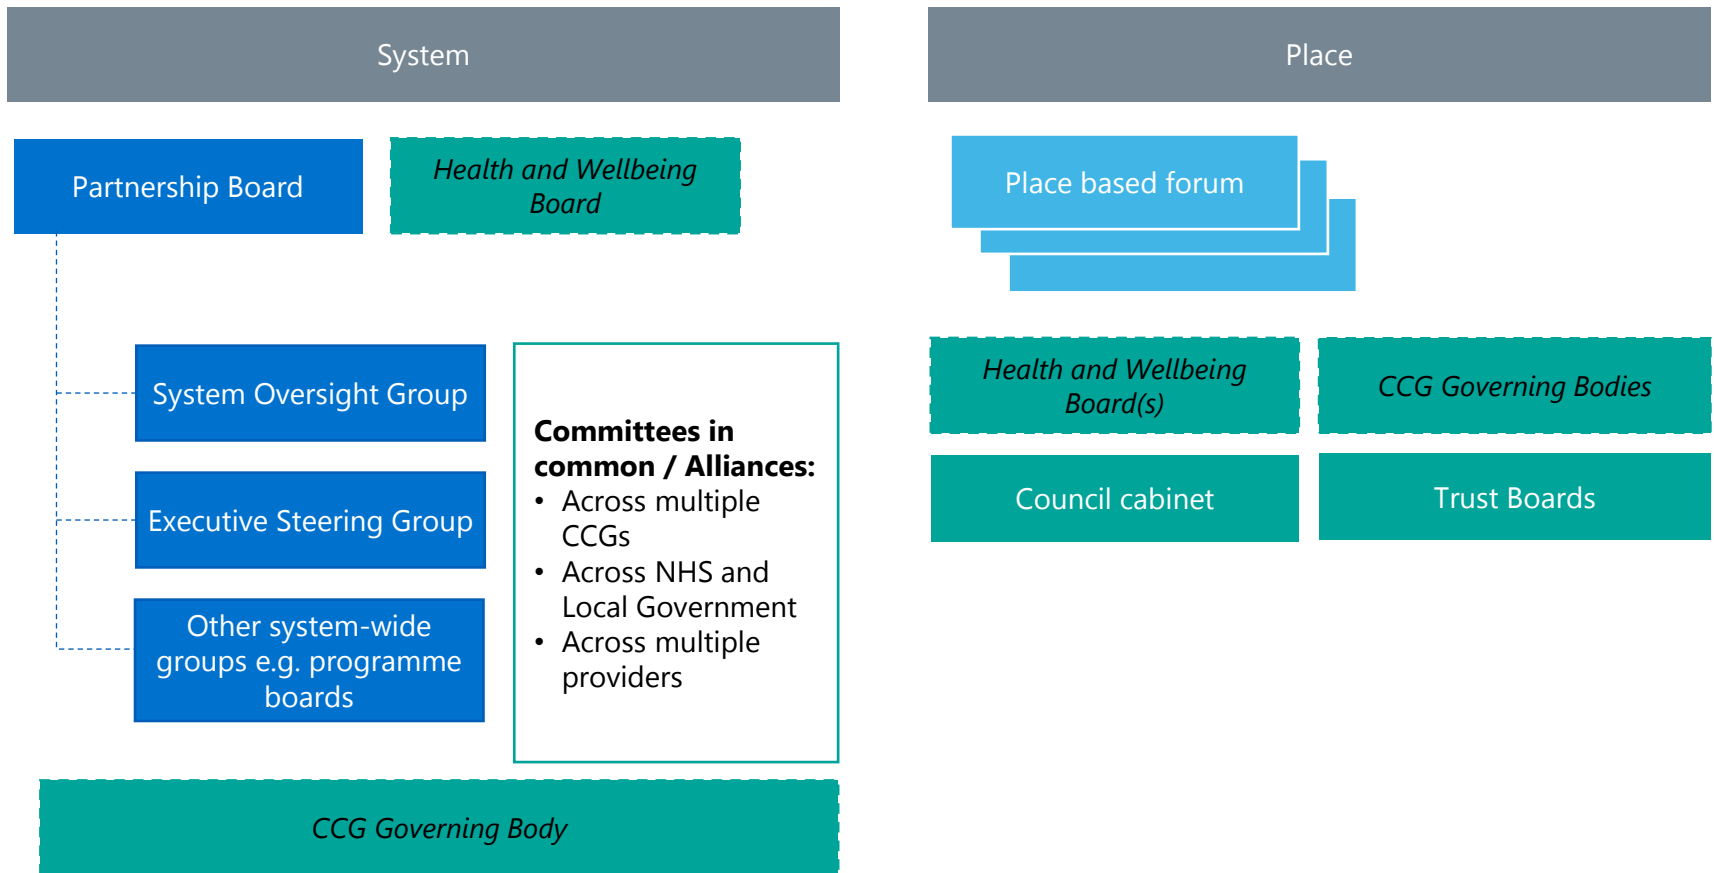 System
Place
Partnership Board
Health and Wellbeing
Board
Place based forum
System Oversight Group
Executive Steering Group
Other system-wide
groups e.g. programme
boards
Committees in
common / Alliances:
• Across multiple
CCGs
• Across NHS and
Local Government
• Across multiple
providers
CCG Governing Body
Health and Wellbeing
Board(s)
CCG Governing Bodies
Council cabinet
Trust Boards